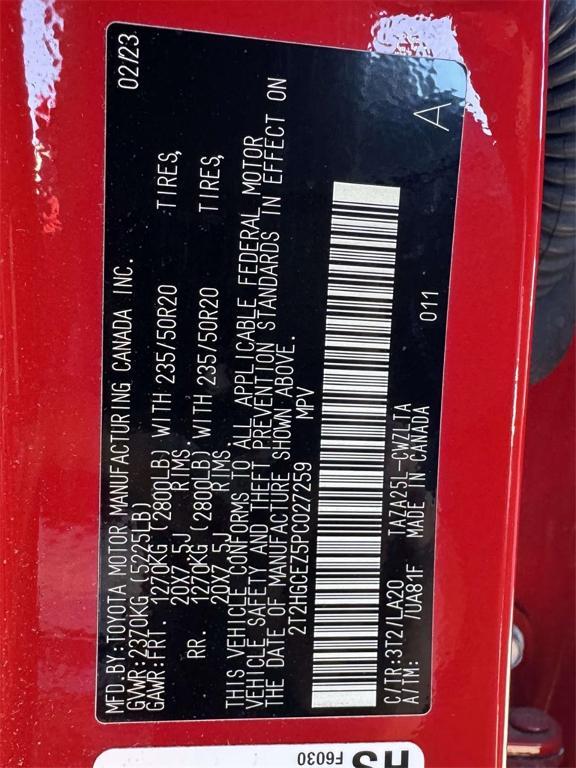 MFD.BY:TOYOTA MOTOR MANUFACTURING CANADA INC. 02/23
GVWR:2370KG (5225LB)
GAWR:FRT. 1270KG (2800LB) WITH 235/50R20 TIRES,
20X7.5J RIMS.
RR. 1270KG (2800LB) WITH 235/50R20 TIRES,
20X7.5J RIMS
THIS VEHICLE CONFORMS TO ALL APPLICABLE FEDERAL MOTOR
VEHICLE SAFETY AND THEFT PREVENTION STANDARDS IN EFFECT ON
THE DATE OF MANUFACTURE SHOWN ABOVE.
2T2HGCEZ5PC027259 MPV
C/TR:3T2/LA20 TAZA25L-CWZLTA 011 A
A/TM: /UA81F MADE IN CANADA
HS
F6030